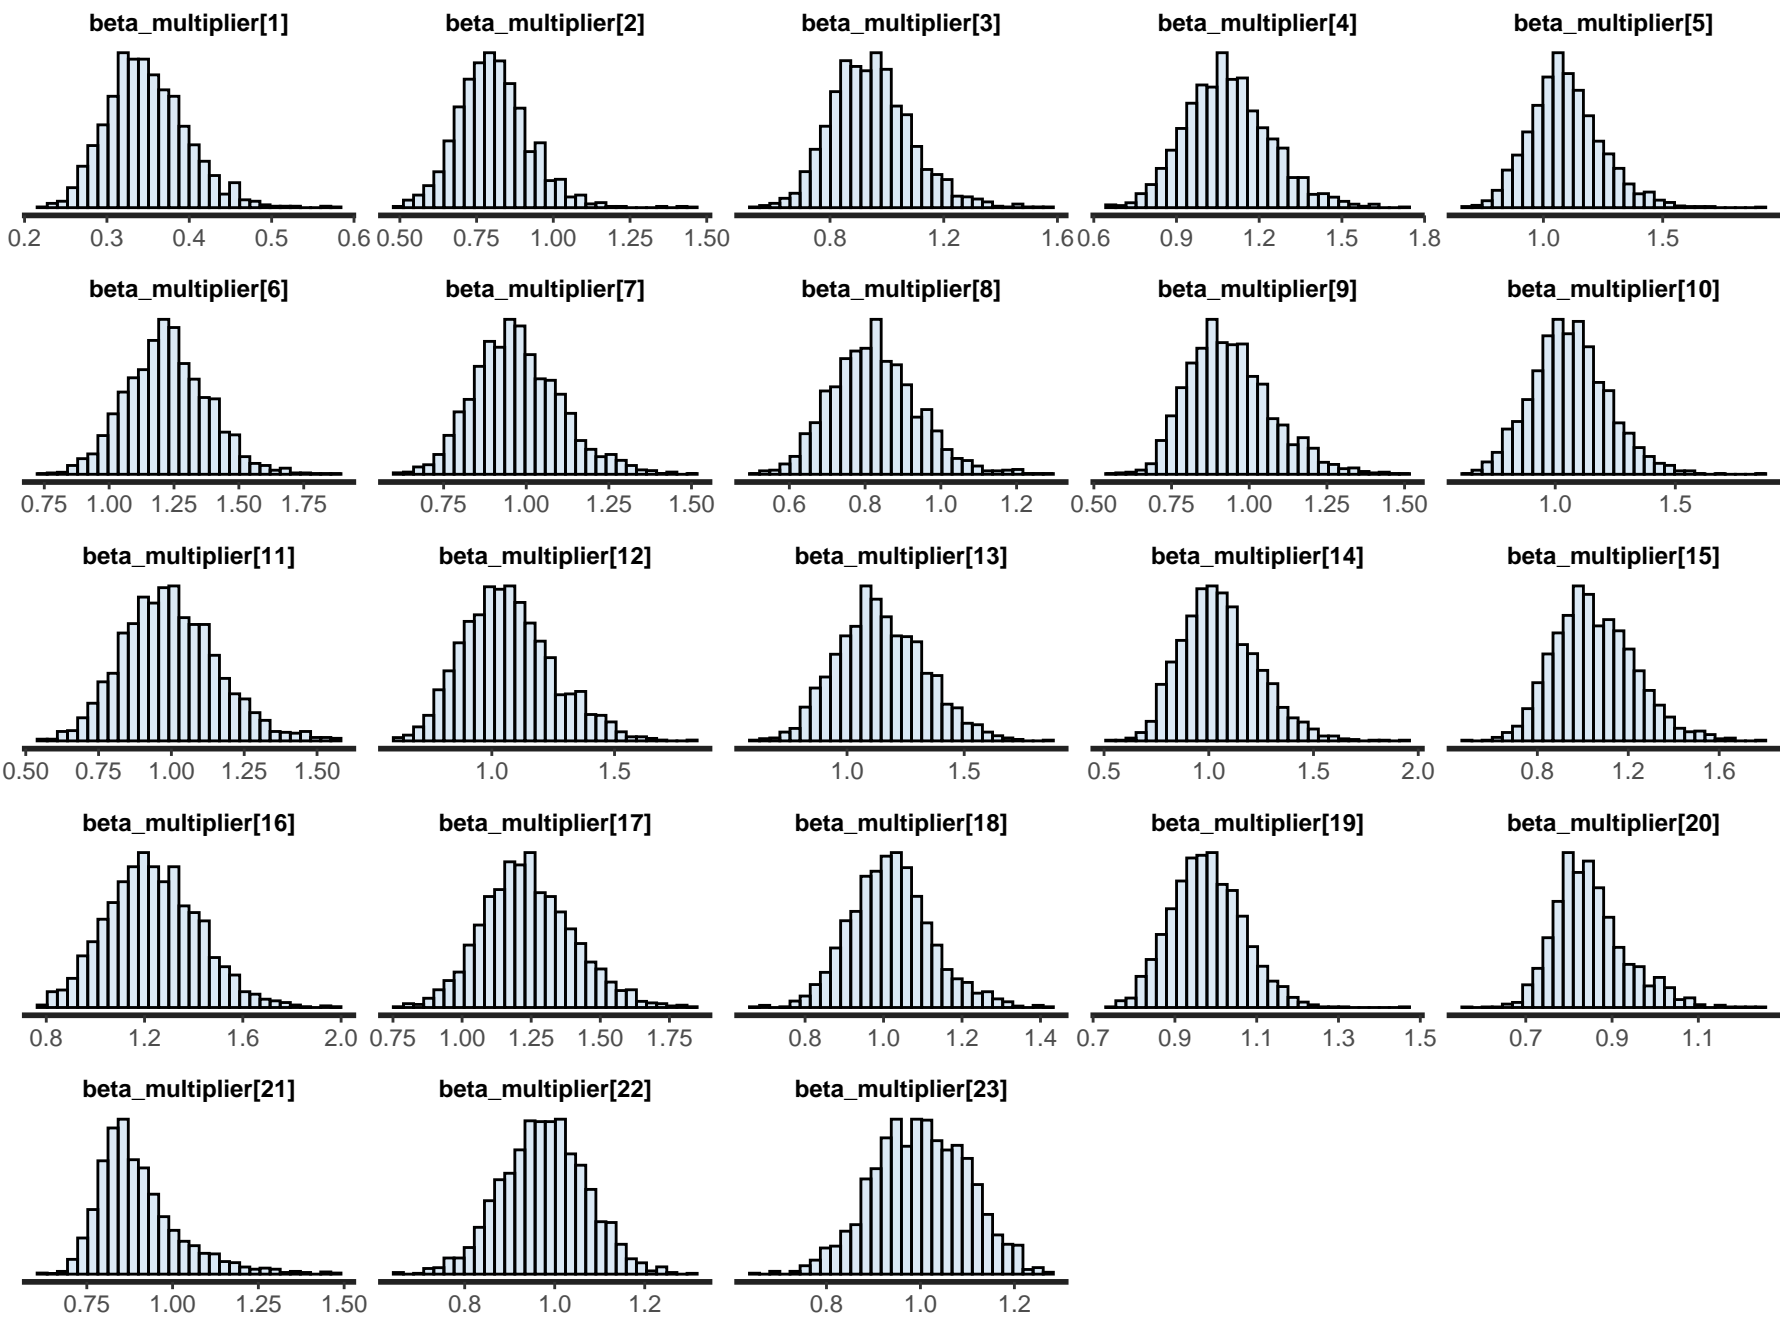 beta_multiplier[1] beta_multiplier[2] beta_multiplier[3] beta_multiplier[4] beta_multiplier[5]
0.2 0.3 0.4 0.5 0.6 0.50 0.75 1.00 1.25 1.50 0.8 1.2 1.6 0.6 0.9 1.2 1.5 1.8 1.0 1.5
beta_multiplier[6] beta_multiplier[7] beta_multiplier[8] beta_multiplier[9] beta_multiplier[10]
0.75 1.00 1.25 1.50 1.75 0.75 1.00 1.25 1.50 0.6 0.8 1.0 1.2 0.50 0.75 1.00 1.25 1.50 1.0 1.5
beta_multiplier[11] beta_multiplier[12] beta_multiplier[13] beta_multiplier[14] beta_multiplier[15]
0.50 0.75 1.00 1.25 1.50 1.0 1.5 1.0 1.5 0.5 1.0 1.5 2.0 0.8 1.2 1.6
beta_multiplier[16] beta_multiplier[17] beta_multiplier[18] beta_multiplier[19] beta_multiplier[20]
0.8 1.2 1.6 2.0 0.75 1.00 1.25 1.50 1.75 0.8 1.0 1.2 1.4 0.7 0.9 1.1 1.3 1.5 0.7 0.9 1.1
beta_multiplier[21] beta_multiplier[22] beta_multiplier[23]
0.75 1.00 1.25 1.50 0.8 1.0 1.2 0.8 1.0 1.2